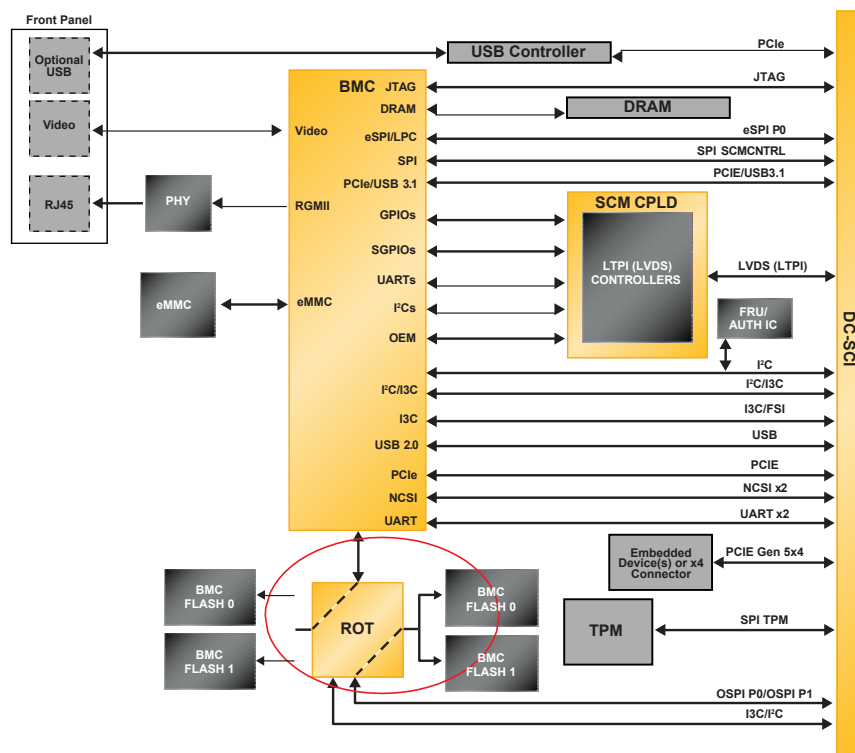 Front Panel
Optional
USB
Video
RJ45
PHY
eMMC
USB Controller
PCIe
BMC
JTAG
JTAG
DRAM
DRAM
Video
eSPI/LPC
eSPI P0
SPI
SPI SCMCNTRL
PCIe/USB 3.1
PCIE/USB3.1
RGMII
GPIOs
SGPIOs
UARTs
eMMC
I²Cs
OEM
SCM CPLD
LTPI (LVDS)
CONTROLLERS
LVDS (LTPI)
FRU/
AUTH IC
DC-SCI
I²C
I²C/I3C
I²C/I3C
I3C
I3C/FSI
USB 2.0
USB
PCIe
PCIE
NCSI
NCSI x2
UART
UART x2
Embedded
Device(s) or x4
Connector
PCIE Gen 5x4
BMC
FLASH 0
BMC
FLASH 1
ROT
BMC
FLASH 0
BMC
FLASH 1
TPM
SPI TPM
OSPI P0/OSPI P1
I3C/I²C